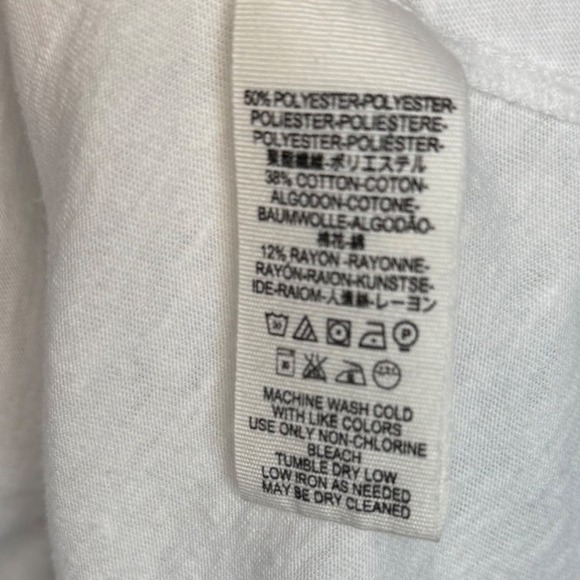 50% POLYESTER-POLYESTER-
POLIESTER-POLIESTERE-
POLYESTER-POLIÉSTER-
聚酯纖維-ポリエステル
38% COTTON-COTON-
ALGODON-COTONE-
BAUMWOLLE-ALGODÃO-
棉花-綿
12% RAYON -RAYONNE-
RAYÓN-RAION-KUNSTSE-
IDE-RAIOM-人造絲-レーヨン
30
MACHINE WASH COLD
WITH LIKE COLORS
USE ONLY NON-CHLORINE
BLEACH
TUMBLE DRY LOW
LOW IRON AS NEEDED
MAY BE DRY CLEANED